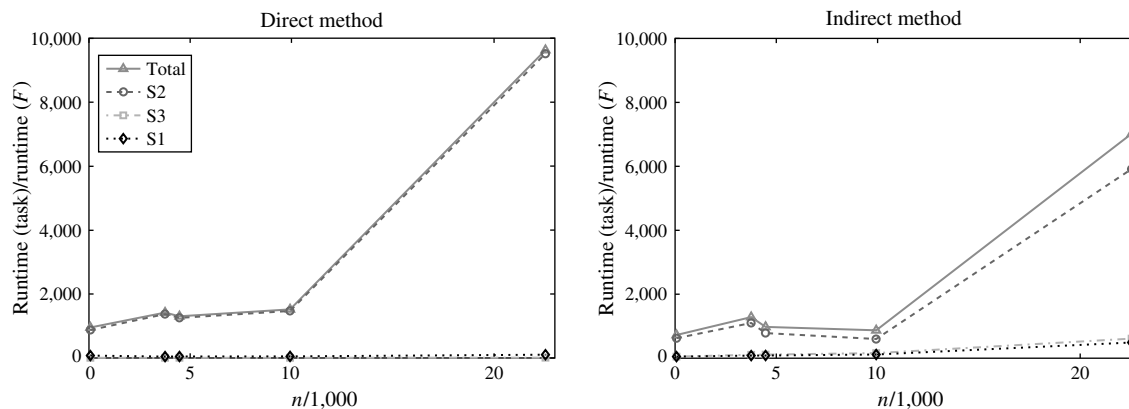 Direct method
Runtime (task)/runtime (F)
10,000
8,000
6,000
4,000
2,000
0
Total
S2
S3
S1
0
5
10
20
n/1,000
Indirect method
Runtime (task)/runtime (F)
10,000
8,000
6,000
4,000
2,000
0
0
5
10
20
n/1,000